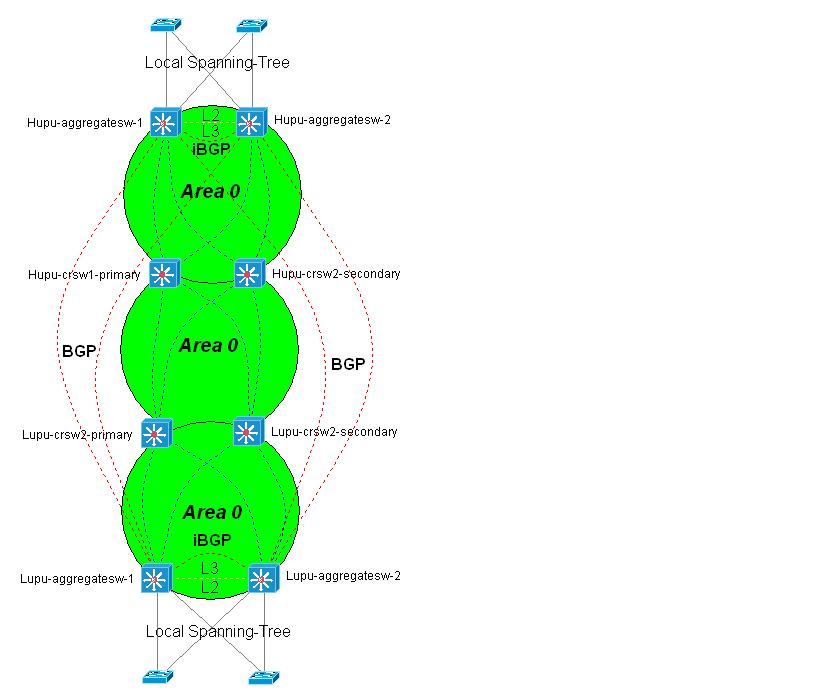 Local Spanning-Tree
Hupu-aggregatesw-1
L2
Hupu-aggregatesw-2
L3
iBGP
Area 0
Hupu-crsw1-primary
Hupu-crsw2-secondary
Area 0
BGP
BGP
Lupu-crsw2-primary
Lupu-crsw2-secondary
Area 0
iBGP
L3
Lupu-aggregatesw-1
Lupu-aggregatesw-2
L2
Local Spanning-Tree